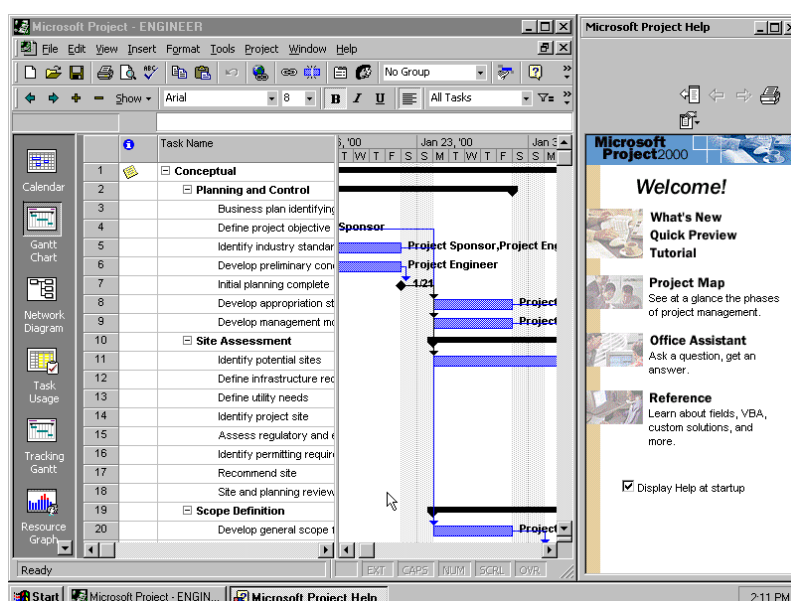 Microsoft Project - ENGINEER
File Edit View Insert Format Tools Project Window Help
No Group
Show Arial 8 B I U All Tasks
Task Name
, '00 Jan 23, '00 Jan 3
T W T F S S M T W T F S S M
1 Conceptual
2 Planning and Control
3 Business plan identifying
4 Define project objective Sponsor
5 Identify industry standar Project Sponsor,Project En
6 Develop preliminary con Project Engineer
7 Initial planning complete 1/21
8 Develop appropriation st Project
9 Develop management mo Project
10 Site Assessment
11 Identify potential sites
12 Define infrastructure req
13 Define utility needs
14 Identify project site
15 Assess regulatory and e
16 Identify permitting require
17 Recommend site
18 Site and planning review
19 Scope Definition
20 Develop general scope Project
Calendar
Gantt
Chart
Network
Diagram
Task
Usage
Tracking
Gantt
Resource
Graph
Ready EXT CAPS NUM SCRL OVR
Microsoft Project Help
Microsoft
Project2000
Welcome!
What's New
Quick Preview
Tutorial
Project Map
See at a glance the phases
of project management.
Office Assistant
Ask a question, get an
answer.
Reference
Learn about fields, VBA,
custom solutions, and
more.
Display Help at startup
Start Microsoft Project - ENGIN... Microsoft Project Help 2:11 PM